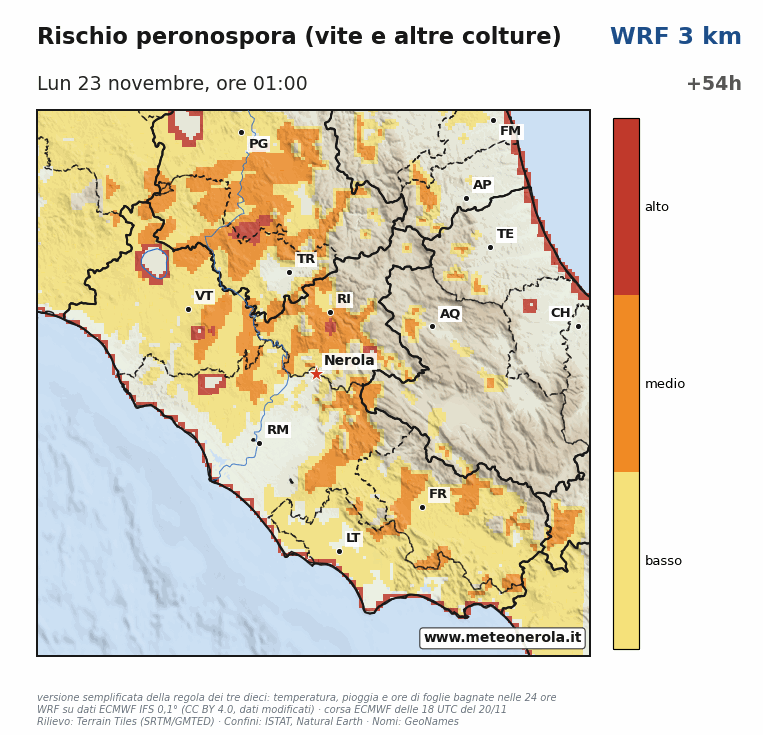 Rischio peronospora (vite e altre colture)
WRF 3 km
Lun 23 novembre, ore 01:00
+54h
FM
PG
AP
TE
TR
VT
RI
AQ
CH
Nerola
RM
FR
LT
www.meteonerola.it
alto
medio
basso
versione semplificata della regola dei tre dieci: temperatura, pioggia e ore di foglie bagnate nelle 24 ore
WRF su dati ECMWF IFS 0,1° (CC BY 4.0, dati modificati) · corsa ECMWF delle 18 UTC del 20/11
Rilievo: Terrain Tiles (SRTM/GMTED) · Confini: ISTAT, Natural Earth · Nomi: GeoNames